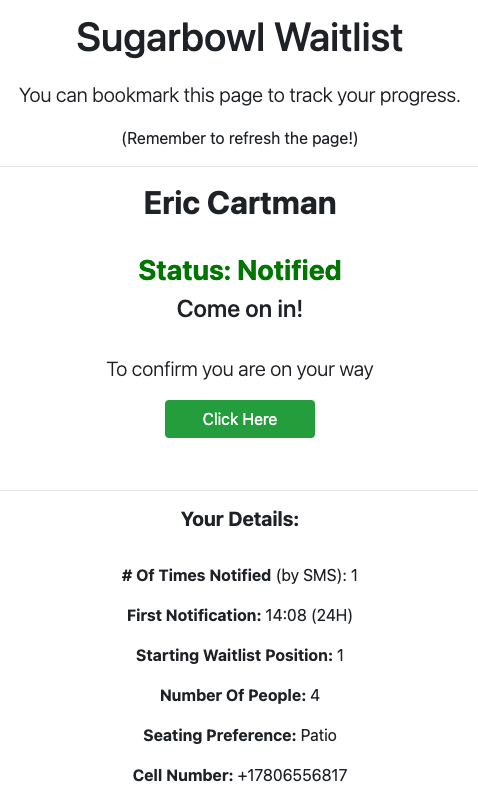 Sugarbowl Waitlist
You can bookmark this page to track your progress.
(Remember to refresh the page!)
Eric Cartman
Status: Notified
Come on in!
To confirm you are on your way
Click Here
Your Details:
# Of Times Notified (by SMS): 1
First Notification: 14:08 (24H)
Starting Waitlist Position: 1
Number Of People: 4
Seating Preference: Patio
Cell Number: +17806556817